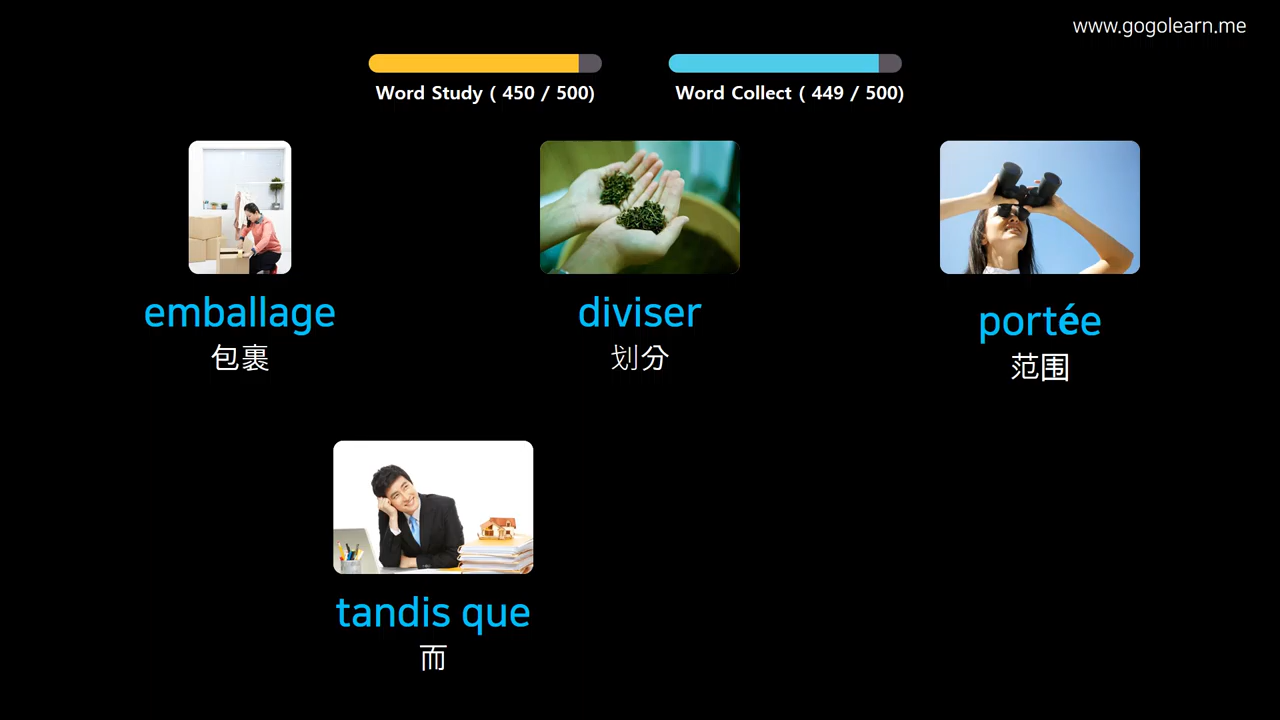 www.gogolearn.me
Word Study ( 450 / 500)
Word Collect ( 449 / 500)
emballage
包裹
diviser
划分
portée
范围
tandis que
而